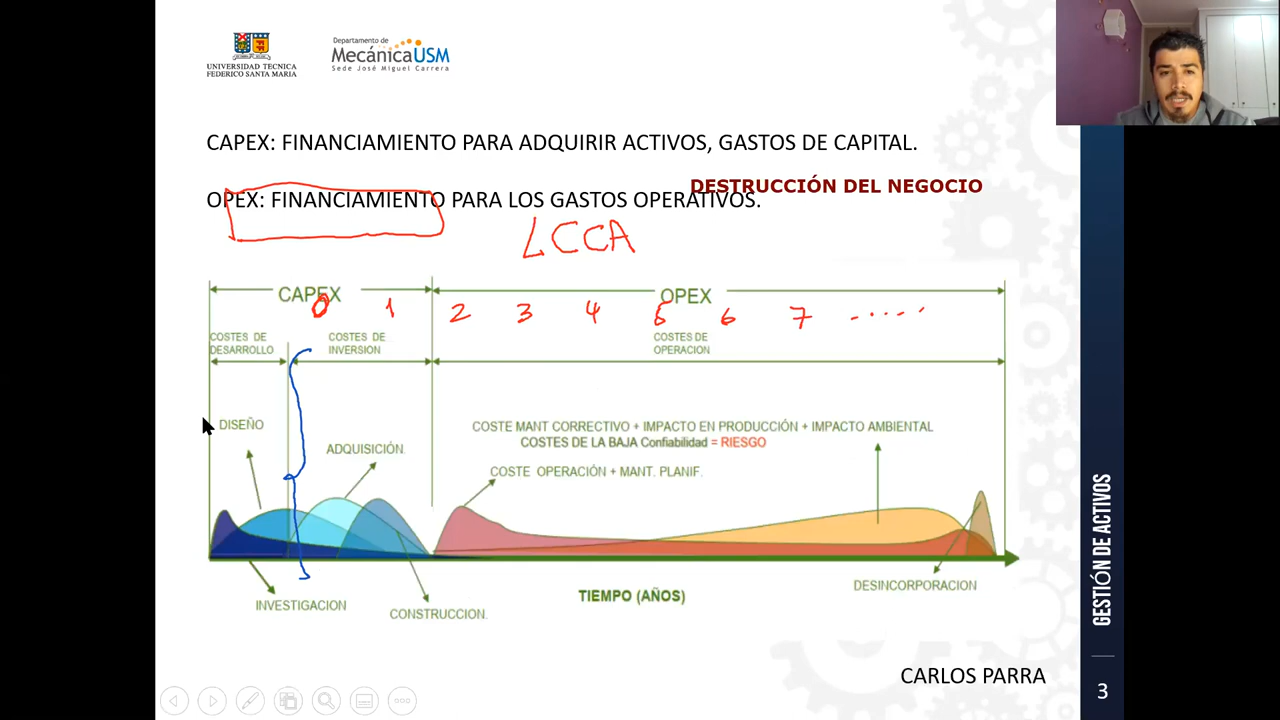 UNIVERSIDAD TECNICA
FEDERICO SANTA MARIA
Departamento de
MecánicaUSM
Sede José Miguel Carrera
CAPEX: FINANCIAMIENTO PARA ADQUIRIR ACTIVOS, GASTOS DE CAPITAL.
DESTRUCCIÓN DEL NEGOCIO
OPEX: FINANCIAMIENTO PARA LOS GASTOS OPERATIVOS.
LCCA
CAPEX
OPEX
0 1 2 3 4 5 6 7 ......
COSTES DE
DESARROLLO
COSTES DE
INVERSION
COSTES DE
OPERACION
DISEÑO
ADQUISICIÓN.
COSTE MANT CORRECTIVO + IMPACTO EN PRODUCCIÓN + IMPACTO AMBIENTAL
COSTES DE LA BAJA Confiabilidad = RIESGO
COSTE OPERACIÓN + MANT. PLANIF.
INVESTIGACION
CONSTRUCCION.
TIEMPO (AÑOS)
DESINCORPORACION
GESTIÓN DE ACTIVOS
CARLOS PARRA
3